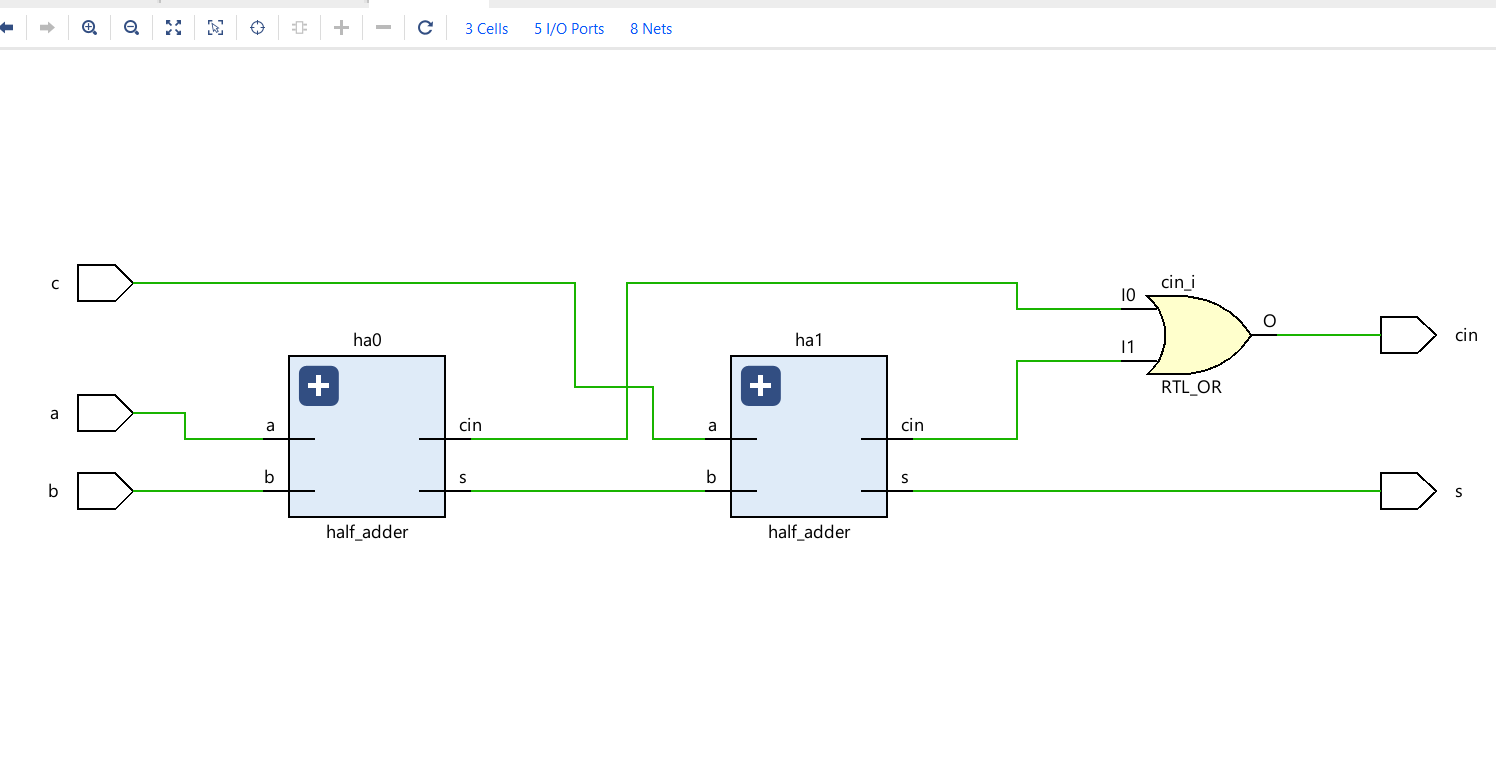 3 Cells 5 I/O Ports 8 Nets
c
cin_i
I0
O
I1
cin
RTL_OR
ha0
ha1
a
a
cin
a
cin
b
b
s
b
s
s
half_adder
half_adder